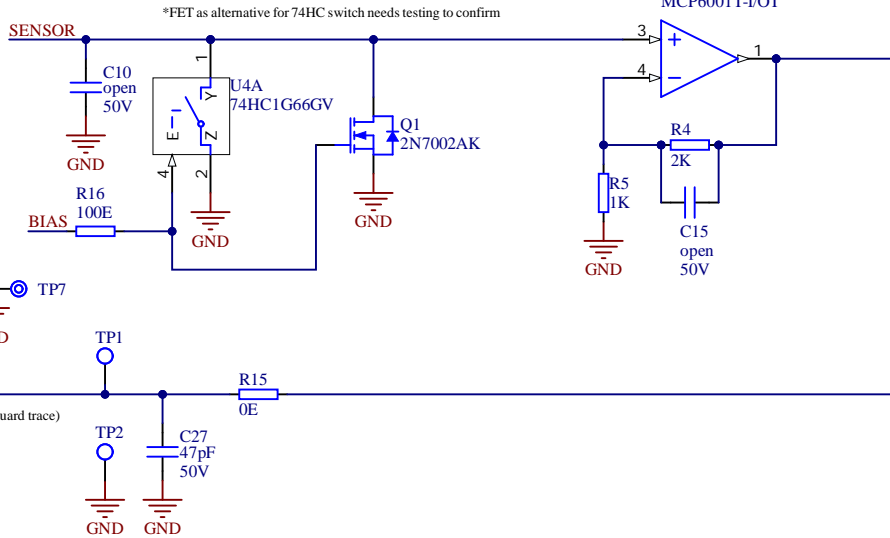 MCP6001T-I/OT
*FET as alternative for 74HC switch needs testing to confirm
SENSOR
3
1
4
C10
open
50V
GND
1
U4A
74HC1G66GV
Y
E
Z
4
2
GND
Q1
2N7002AK
GND
R16
100E
BIAS
R4
2K
R5
1K
GND
C15
open
50V
TP7
D
TP1
R15
0E
uard trace)
TP2
GND
C27
47pF
50V
GND